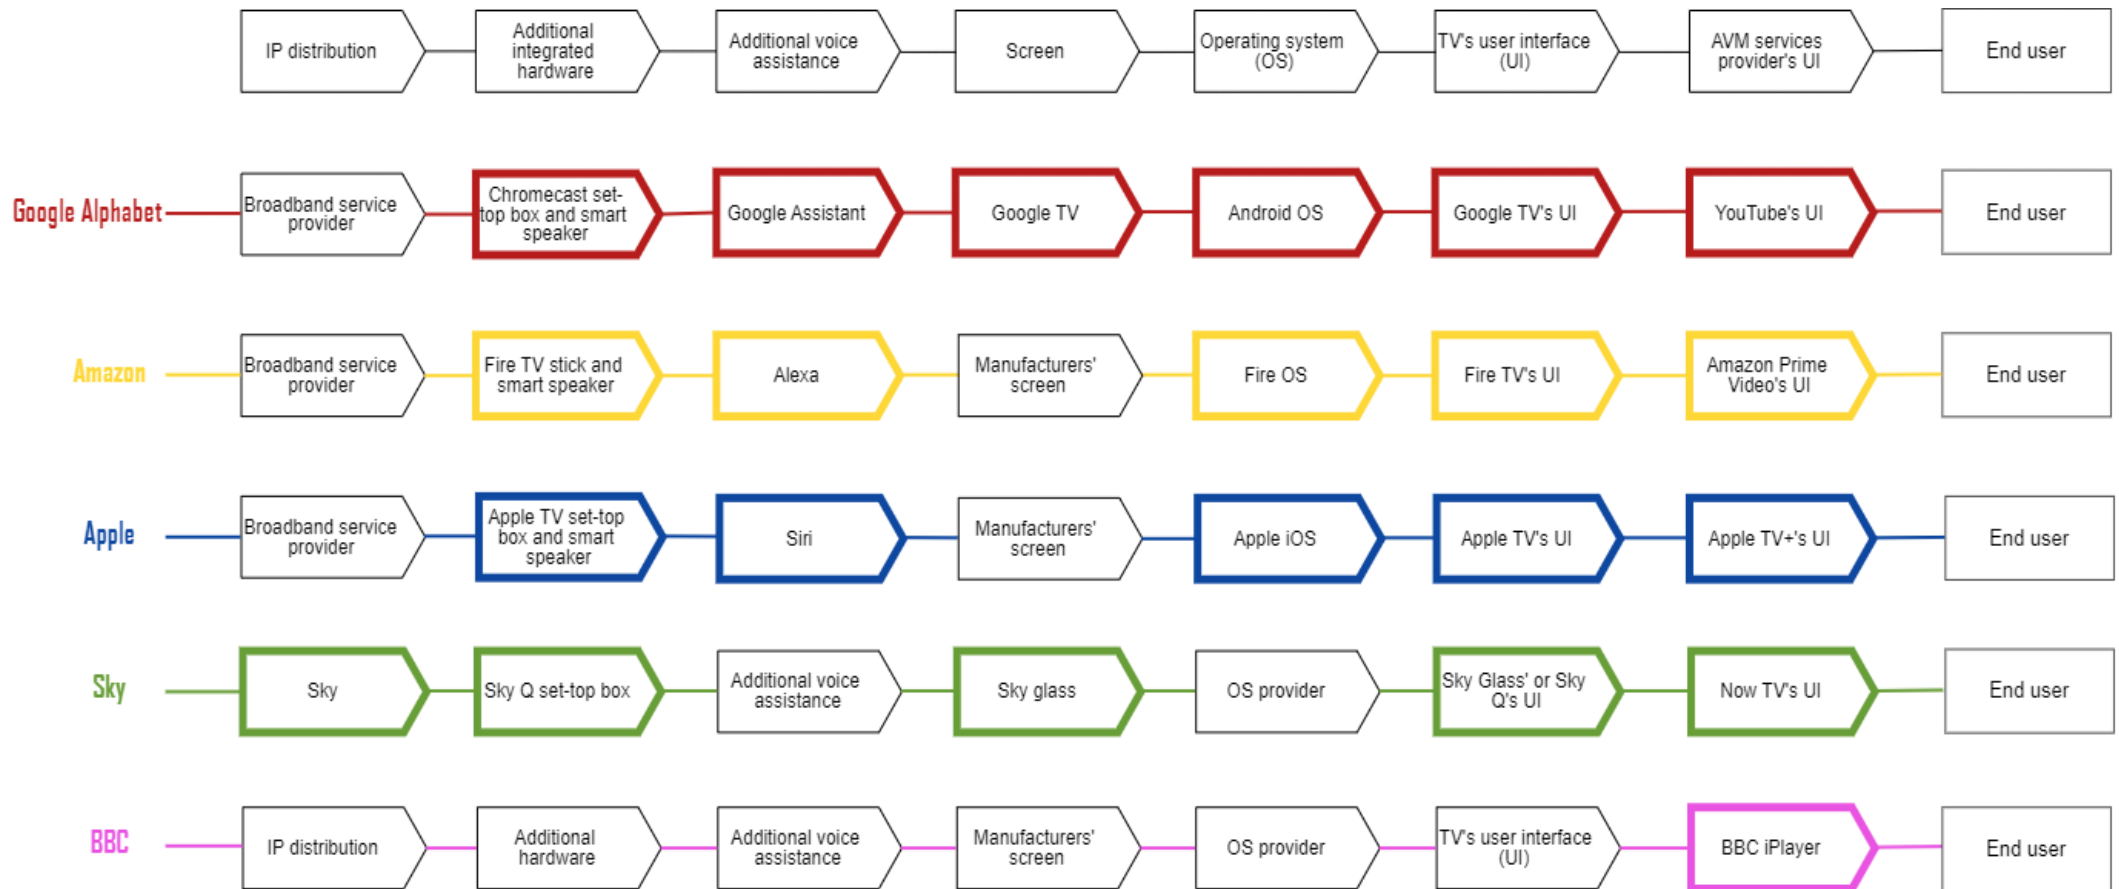 IP distribution
Additional
integrated
hardware
Additional voice
assistance
Screen
Operating system
(OS)
TV's user interface
(UI)
AVM services
provider's UI
End user
Google Alphabet
Broadband service
provider
Chromecast set-
top box and smart
speaker
Google Assistant
Google TV
Android OS
Google TV's UI
YouTube's UI
End user
Amazon
Broadband service
provider
Fire TV stick and
smart speaker
Alexa
Manufacturers'
screen
Fire OS
Fire TV's UI
Amazon Prime
Video's UI
End user
Apple
Broadband service
provider
Apple TV set-top
box and smart
speaker
Siri
Manufacturers'
screen
Apple iOS
Apple TV's UI
Apple TV+'s UI
End user
Sky
Sky
Sky Q set-top box
Additional voice
assistance
Sky glass
OS provider
Sky Glass' or Sky
Q's UI
Now TV's UI
End user
BBC
IP distribution
Additional
hardware
Additional voice
assistance
Manufacturers'
screen
OS provider
TV's user interface
(UI)
BBC iPlayer
End user